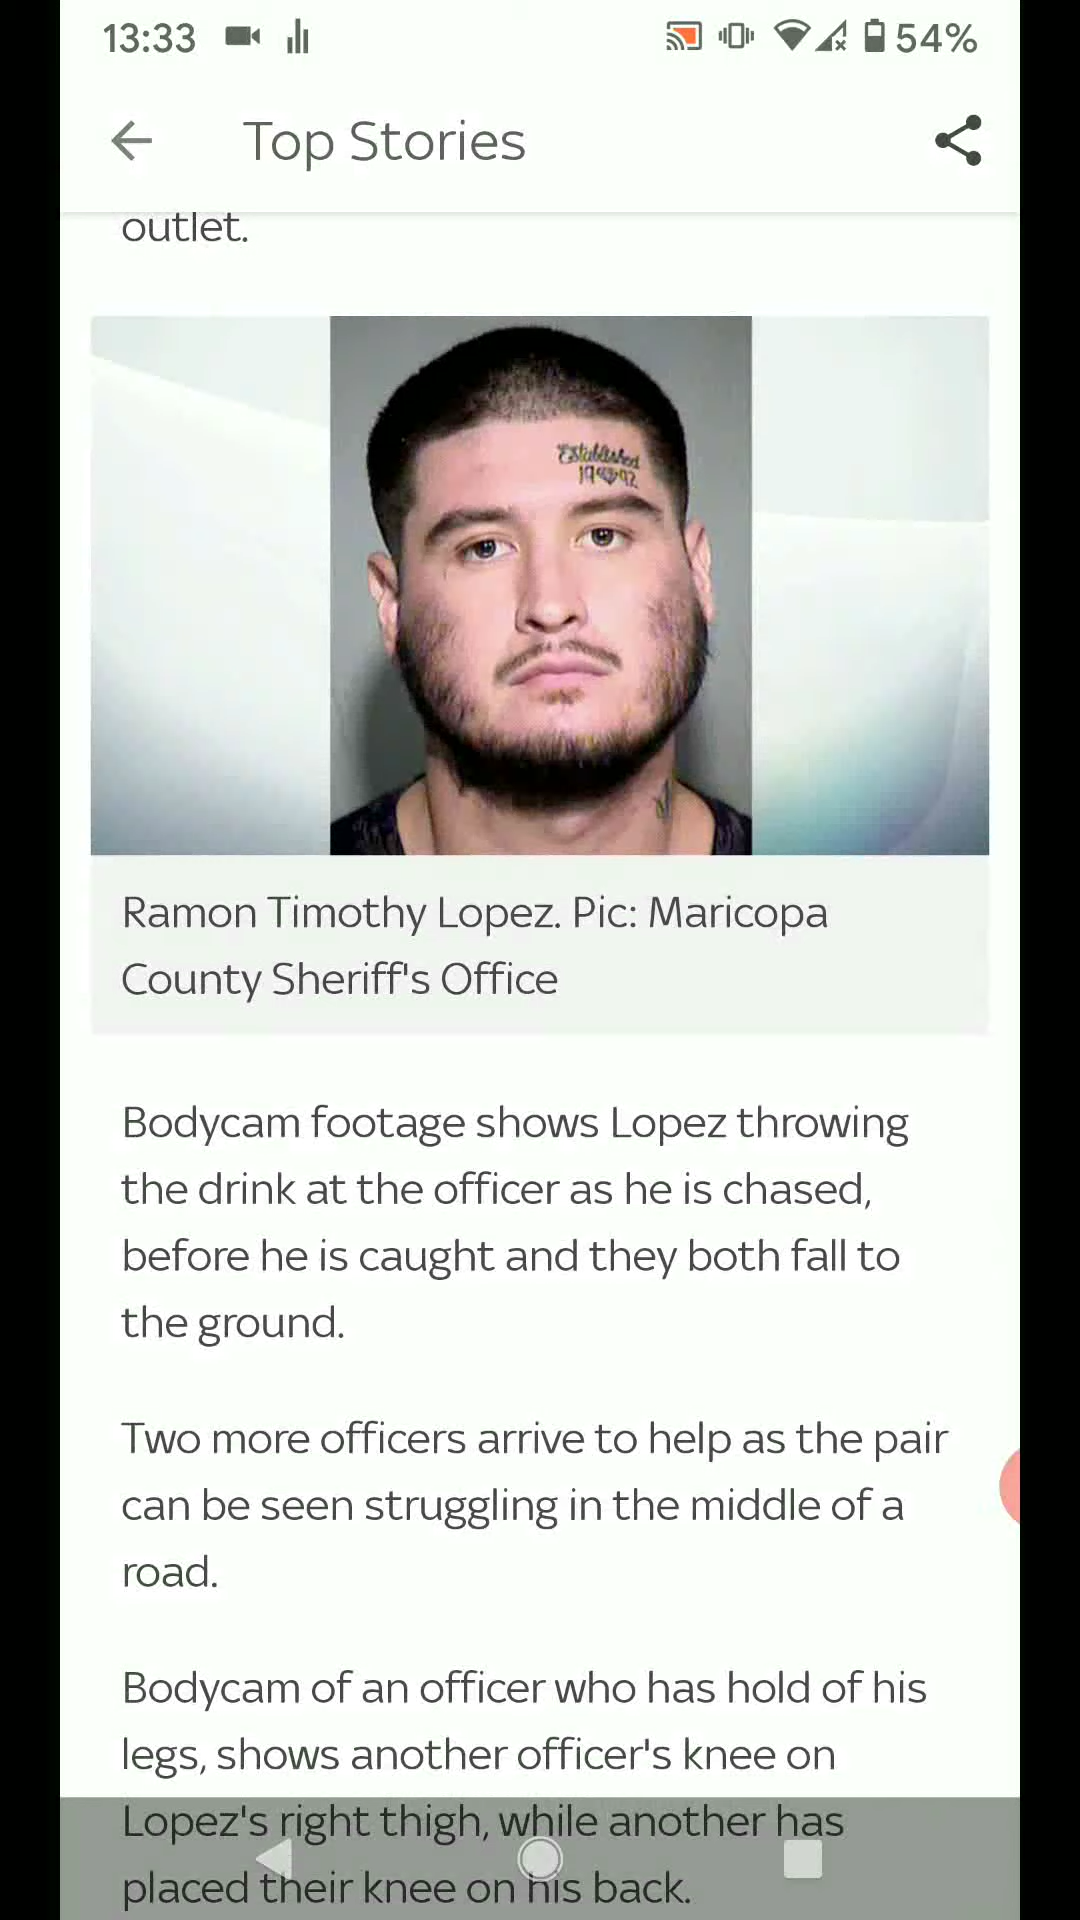 13:33
54%
Top Stories
outlet.
Established
19 92
Ramon Timothy Lopez. Pic: Maricopa
County Sheriff's Office
Bodycam footage shows Lopez throwing
the drink at the officer as he is chased,
before he is caught and they both fall to
the ground.
Two more officers arrive to help as the pair
can be seen struggling in the middle of a
road.
Bodycam of an officer who has hold of his
legs, shows another officer's knee on
Lopez's right thigh, while another has
placed their knee on his back.